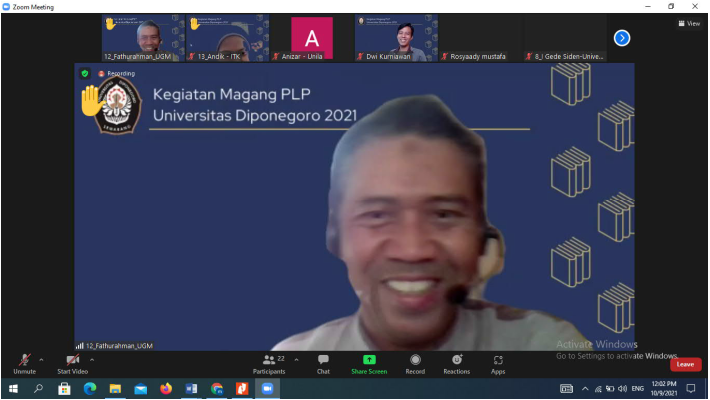 Zoom Meeting
View
12_Fathurahman_UGM
13_Andik - ITK
A
Anizar - Unila
Dwi Kurniawan
Rosyaady mustafa
8_I Gede Siden-Unive...
Recording
Kegiatan Magang PLP
Universitas Diponegoro 2021
SEMARANG
12_Fathurahman_UGM
Activate Windows
Go to Settings to activate Windows.
Unmute
Start Video
22
Participants
Chat
Share Screen
Record
Reactions
Apps
Leave
ENG
12:02 PM
10/9/2021